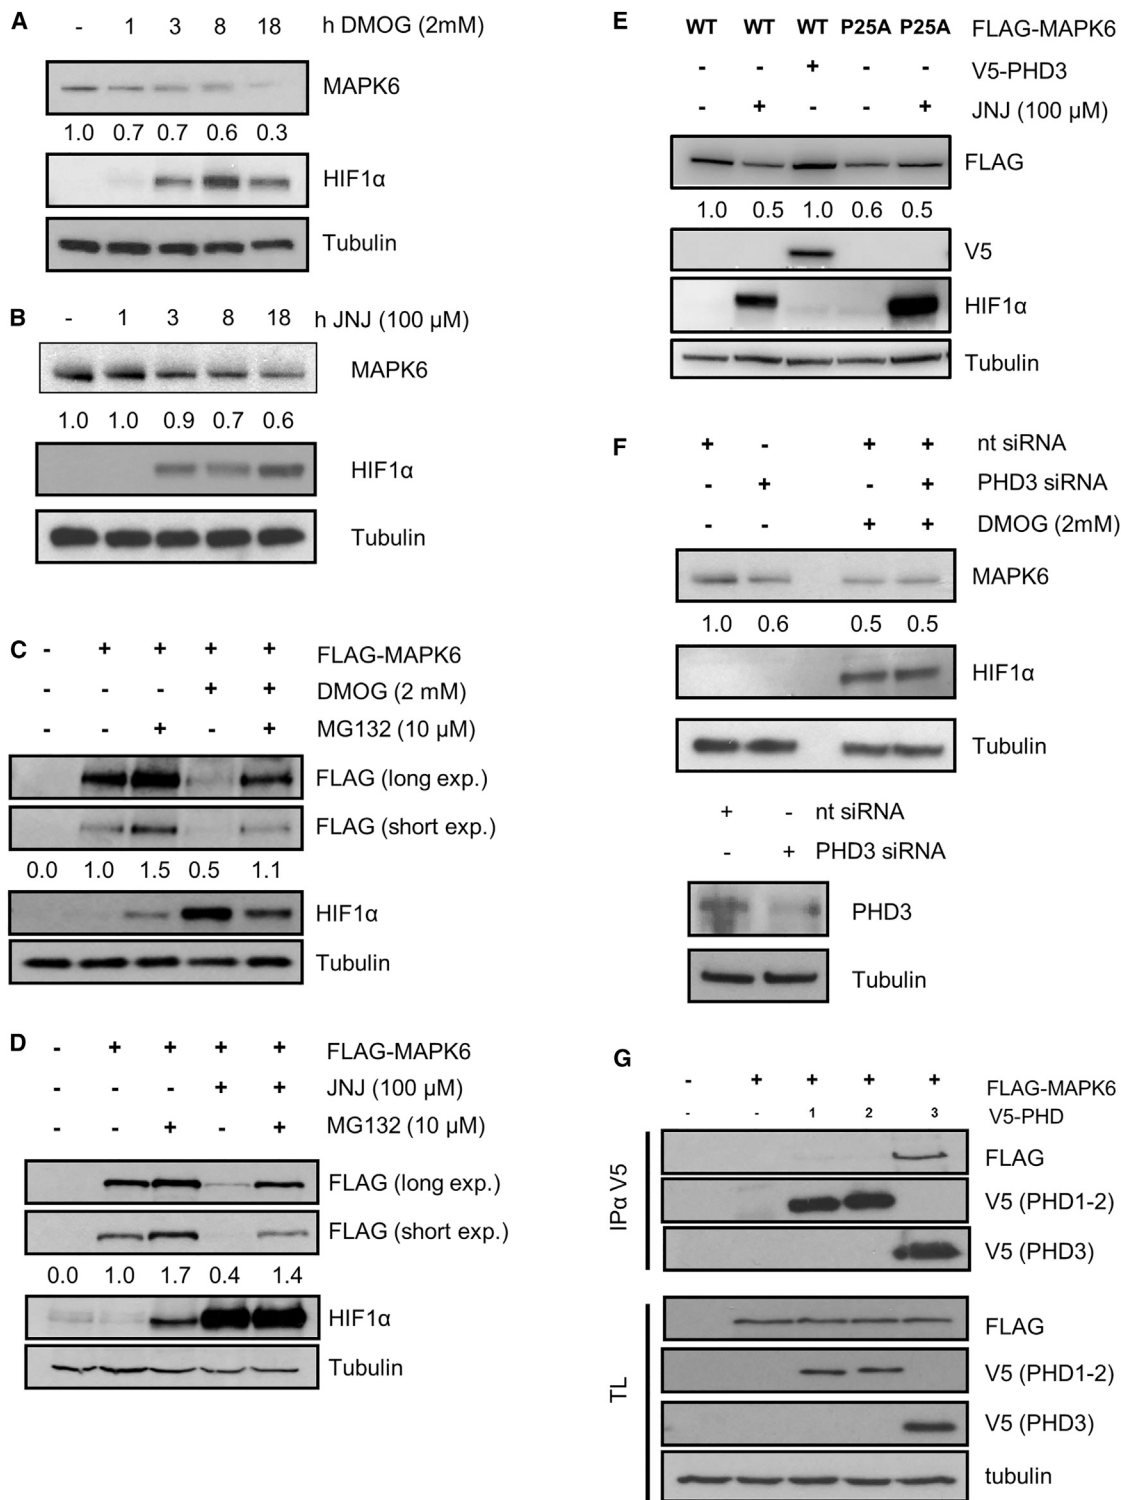 A
- 1 3 8 18 h DMOG (2mM)
MAPK6
1.0 0.7 0.7 0.6 0.3
HIF1α
Tubulin
B
- 1 3 8 18 h JNJ (100 µM)
MAPK6
1.0 1.0 0.9 0.7 0.6
HIF1α
Tubulin
C
- + + + + FLAG-MAPK6
- - - + + DMOG (2 mM)
- - + - + MG132 (10 µM)
FLAG (long exp.)
FLAG (short exp.)
0.0 1.0 1.5 0.5 1.1
HIF1α
Tubulin
D
- + + + + FLAG-MAPK6
- - - + + JNJ (100 µM)
- - + - + MG132 (10 µM)
FLAG (long exp.)
FLAG (short exp.)
0.0 1.0 1.7 0.4 1.4
HIF1α
Tubulin
E
WT WT WT P25A P25A FLAG-MAPK6
- - + - - V5-PHD3
- + - - + JNJ (100 µM)
FLAG
1.0 0.5 1.0 0.6 0.5
V5
HIF1α
Tubulin
F
+ - + + nt siRNA
- + - + PHD3 siRNA
- - + + DMOG (2mM)
MAPK6
1.0 0.6 0.5 0.5
HIF1α
Tubulin
+ - nt siRNA
- + PHD3 siRNA
PHD3
Tubulin
G
- + + + + FLAG-MAPK6
- - 1 2 3 V5-PHD
IPα V5
FLAG
V5 (PHD1-2)
V5 (PHD3)
TL
FLAG
V5 (PHD1-2)
V5 (PHD3)
tubulin